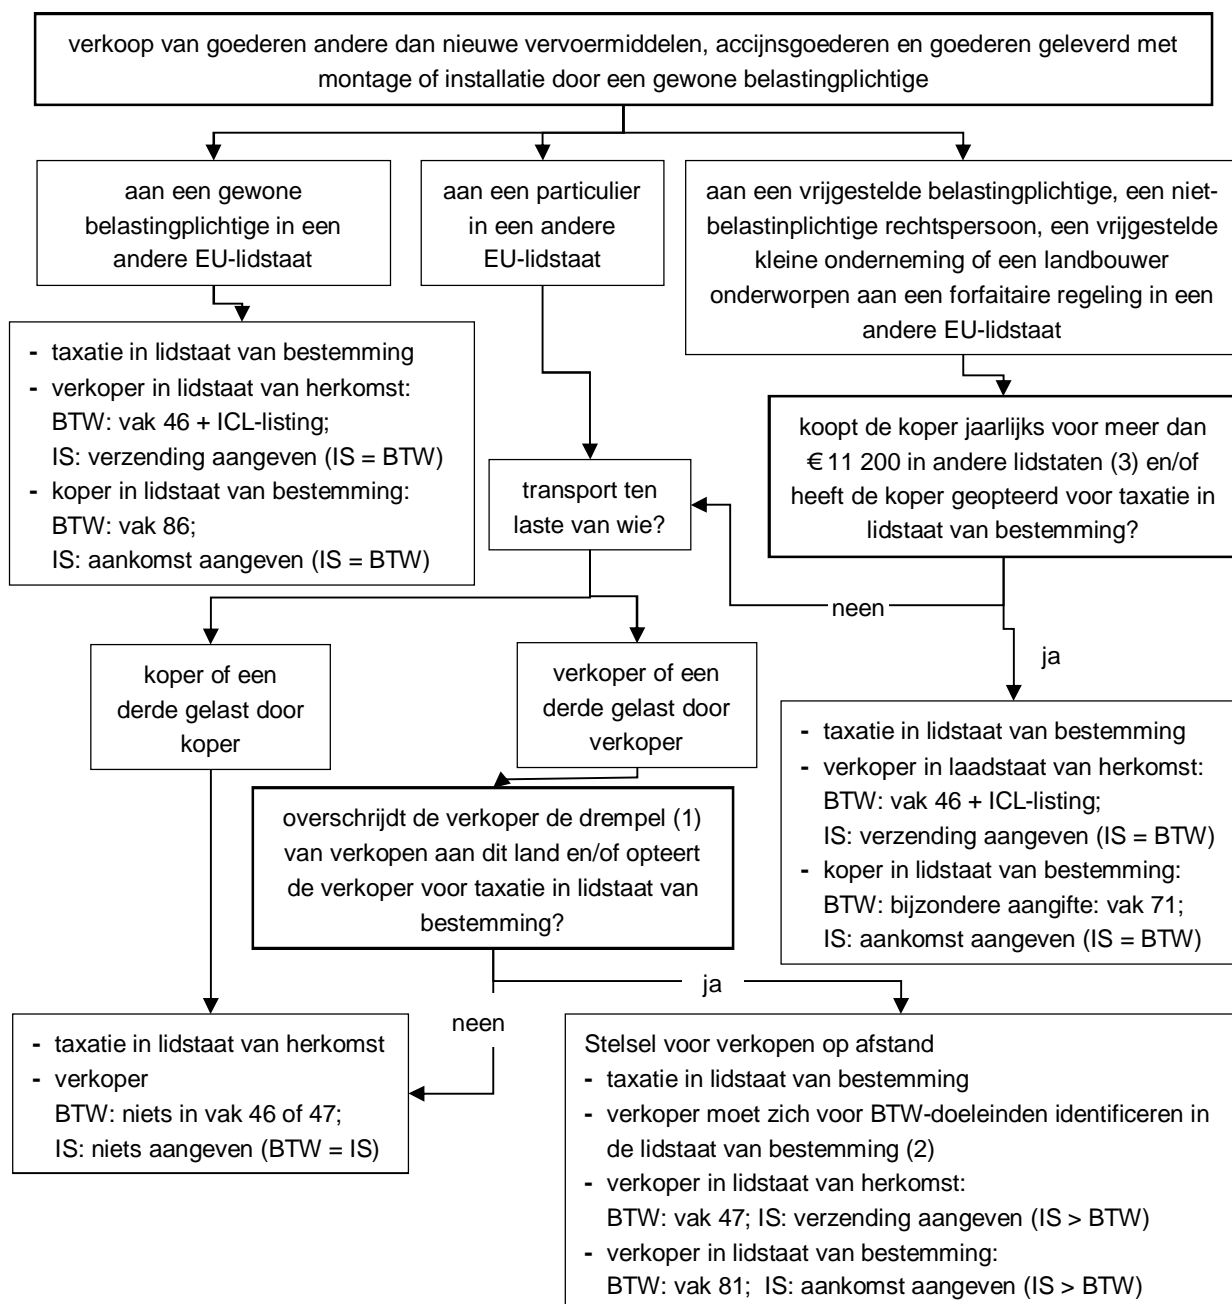 verkoop van goederen andere dan nieuwe vervoermiddelen, accijnsgoederen en goederen geleverd met
montage of installatie door een gewone belastingplichtige
aan een gewone
belastingplichtige in een
andere EU-lidstaat
aan een particulier
in een andere
EU-lidstaat
aan een vrijgestelde belastingplichtige, een niet-
belastinplichtige rechtspersoon, een vrijgestelde
kleine onderneming of een landbouwer
onderworpen aan een forfaitaire regeling in een
andere EU-lidstaat
- taxatie in lidstaat van bestemming
- verkoper in lidstaat van herkomst:
BTW: vak 46 + ICL-listing;
IS: verzending aangeven (IS = BTW)
- koper in lidstaat van bestemming:
BTW: vak 86;
IS: aankomst aangeven (IS = BTW)
transport ten
laste van wie?
koopt de koper jaarlijks voor meer dan
€ 11 200 in andere lidstaten (3) en/of
heeft de koper geopteerd voor taxatie in
lidstaat van bestemming?
neen
ja
koper of een
derde gelast door
koper
verkoper of een
derde gelast door
verkoper
- taxatie in lidstaat van bestemming
- verkoper in laadstaat van herkomst:
BTW: vak 46 + ICL-listing;
IS: verzending aangeven (IS = BTW)
- koper in lidstaat van bestemming:
BTW: bijzondere aangifte: vak 71;
IS: aankomst aangeven (IS = BTW)
overschrijdt de verkoper de drempel (1)
van verkopen aan dit land en/of opteert
de verkoper voor taxatie in lidstaat van
bestemming?
ja
neen
- taxatie in lidstaat van herkomst
- verkoper
BTW: niets in vak 46 of 47;
IS: niets aangeven (BTW = IS)
Stelsel voor verkopen op afstand
- taxatie in lidstaat van bestemming
- verkoper moet zich voor BTW-doeleinden identificeren in
de lidstaat van bestemming (2)
- verkoper in lidstaat van herkomst:
BTW: vak 47; IS: verzending aangeven (IS > BTW)
- verkoper in lidstaat van bestemming:
BTW: vak 81; IS: aankomst aangeven (IS > BTW)